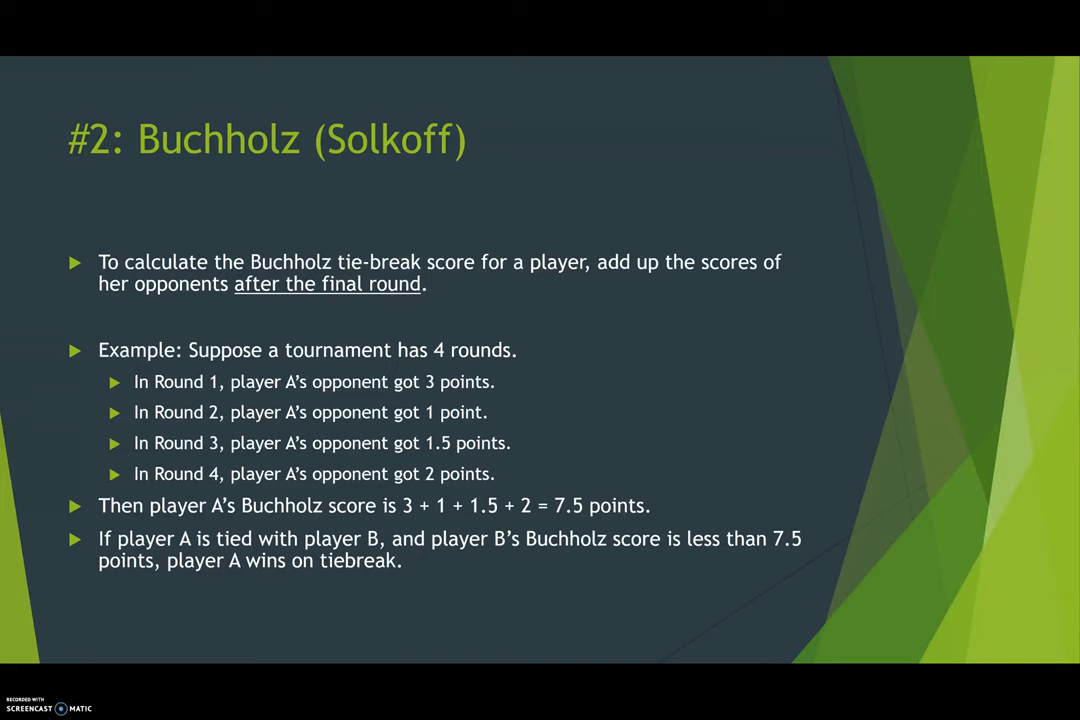 #2: Buchholz (Solkoff)
To calculate the Buchholz tie-break score for a player, add up the scores of
her opponents after the final round.
Example: Suppose a tournament has 4 rounds.
In Round 1, player A’s opponent got 3 points.
In Round 2, player A’s opponent got 1 point.
In Round 3, player A’s opponent got 1.5 points.
In Round 4, player A’s opponent got 2 points.
Then player A’s Buchholz score is 3 + 1 + 1.5 + 2 = 7.5 points.
If player A is tied with player B, and player B’s Buchholz score is less than 7.5
points, player A wins on tiebreak.
RECORDED WITH
SCREENCAST MATIC